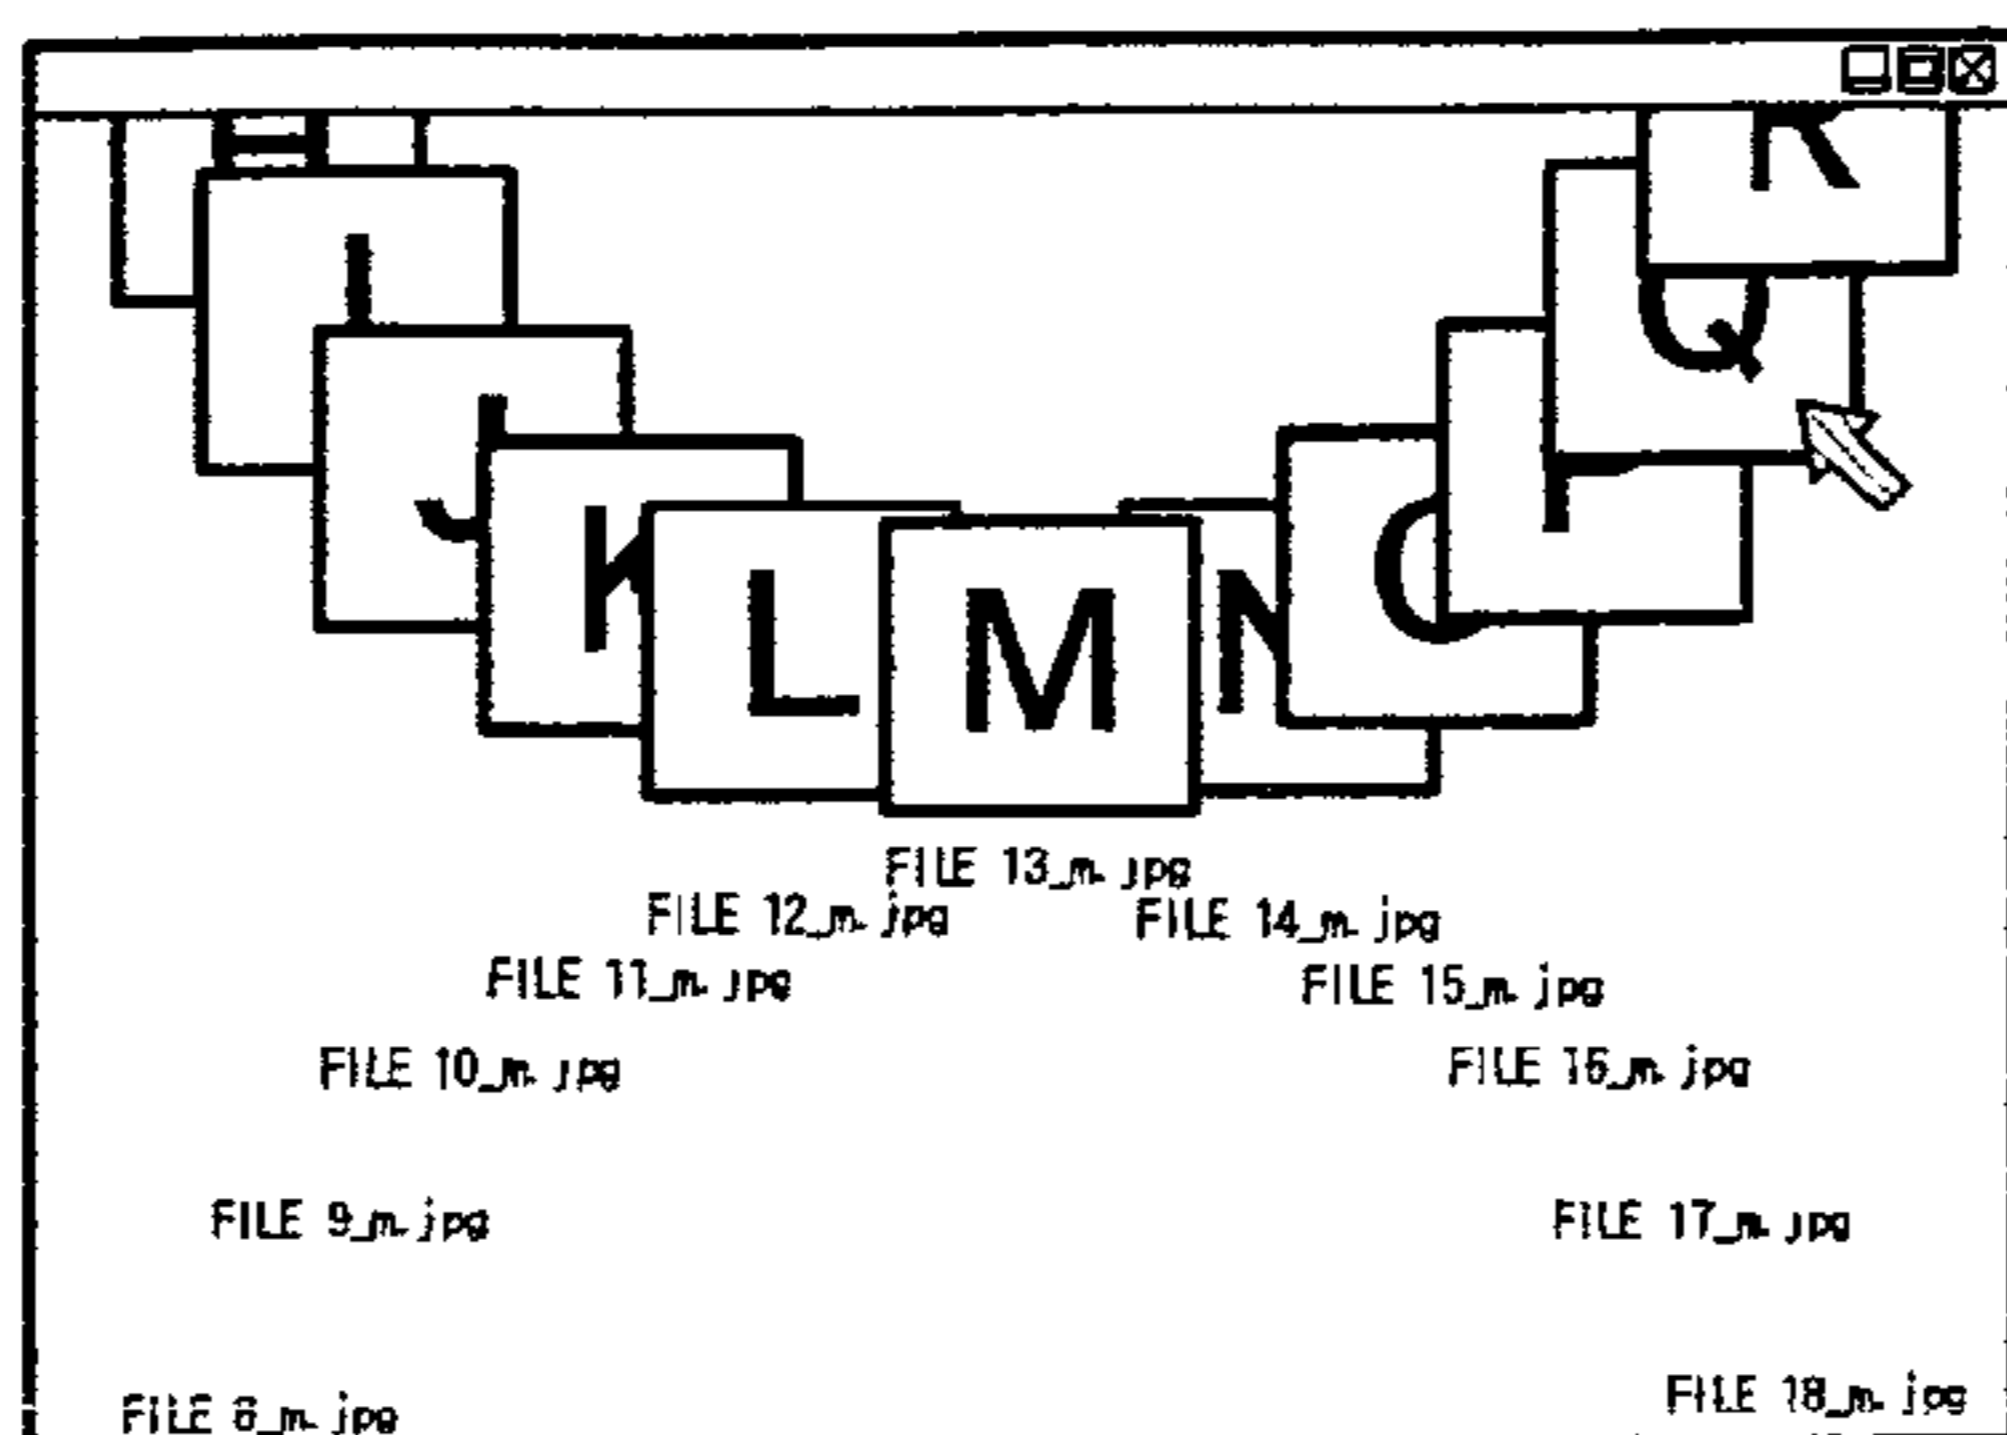 H
R
I
Q
J
K
L
M
N
FILE 13_m.jpg
FILE 12_m.jpg
FILE 14_m.jpg
FILE 11_m.jpg
FILE 15_m.jpg
FILE 10_m.jpg
FILE 16_m.jpg
FILE 9_m.jpg
FILE 17_m.jpg
FILE 18_m.jpg
FILE 8_m.jpg